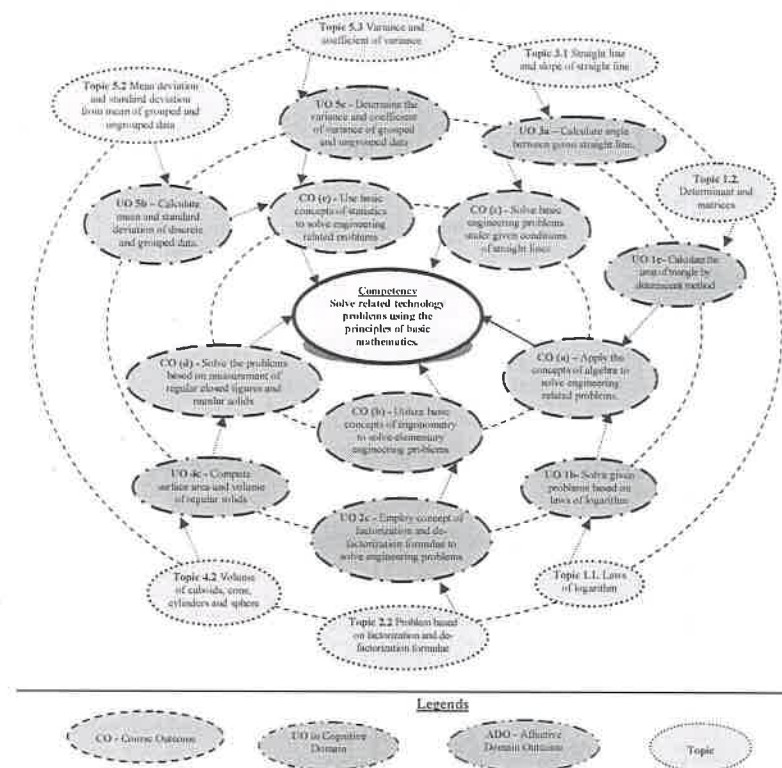 Topic 5.3 Variance and
coefficient of variance
Topic 3.1 Straight line
and slope of straight line
Topic 5.2 Mean deviation
and standard deviation
from mean of grouped and
ungrouped data
UO 5e - Determine the
variance and coefficient
of variance of grouped
and ungrouped data
UO 3a - Calculate angle
between given straight line.
Topic 1.2.
Determinant and
matrices
UO 5b - Calculate
mean and standard
deviation of discrete
and grouped data.
CO (e) - Use basic
concepts of statistics
to solve engineering
related problems
CO (c) - Solve basic
engineering problems
under given conditions
of straight lines
UO 1c- Calculate the
area of triangle by
determinant method
Competency
Solve related technology
problems using the
principles of basic
mathematics.
CO (d) - Solve the problems
based on measurement of
regular closed figures and
regular solids
CO (a) - Apply the
concepts of algebra to
solve engineering
related problems.
CO (b) - Utilize basic
concepts of trigonometry
to solve elementary
engineering problems
UO 4c - Compute
surface area and volume
of regular solids
UO 1b- Solve given
problems based on
laws of logarithm
UO 2c - Employ concept of
factorization and de-
factorization formulae to
solve engineering problems
Topic 4.2 Volume
of cuboids, cone,
cylinders and sphere
Topic 1.1. Laws
of logarithm
Topic 2.2 Problem based
on factorization and de-
factorization formulae
Legends
CO - Course Outcome
UO in Cognitive
Domain
ADO - Affective
Domain Outcome
Topic